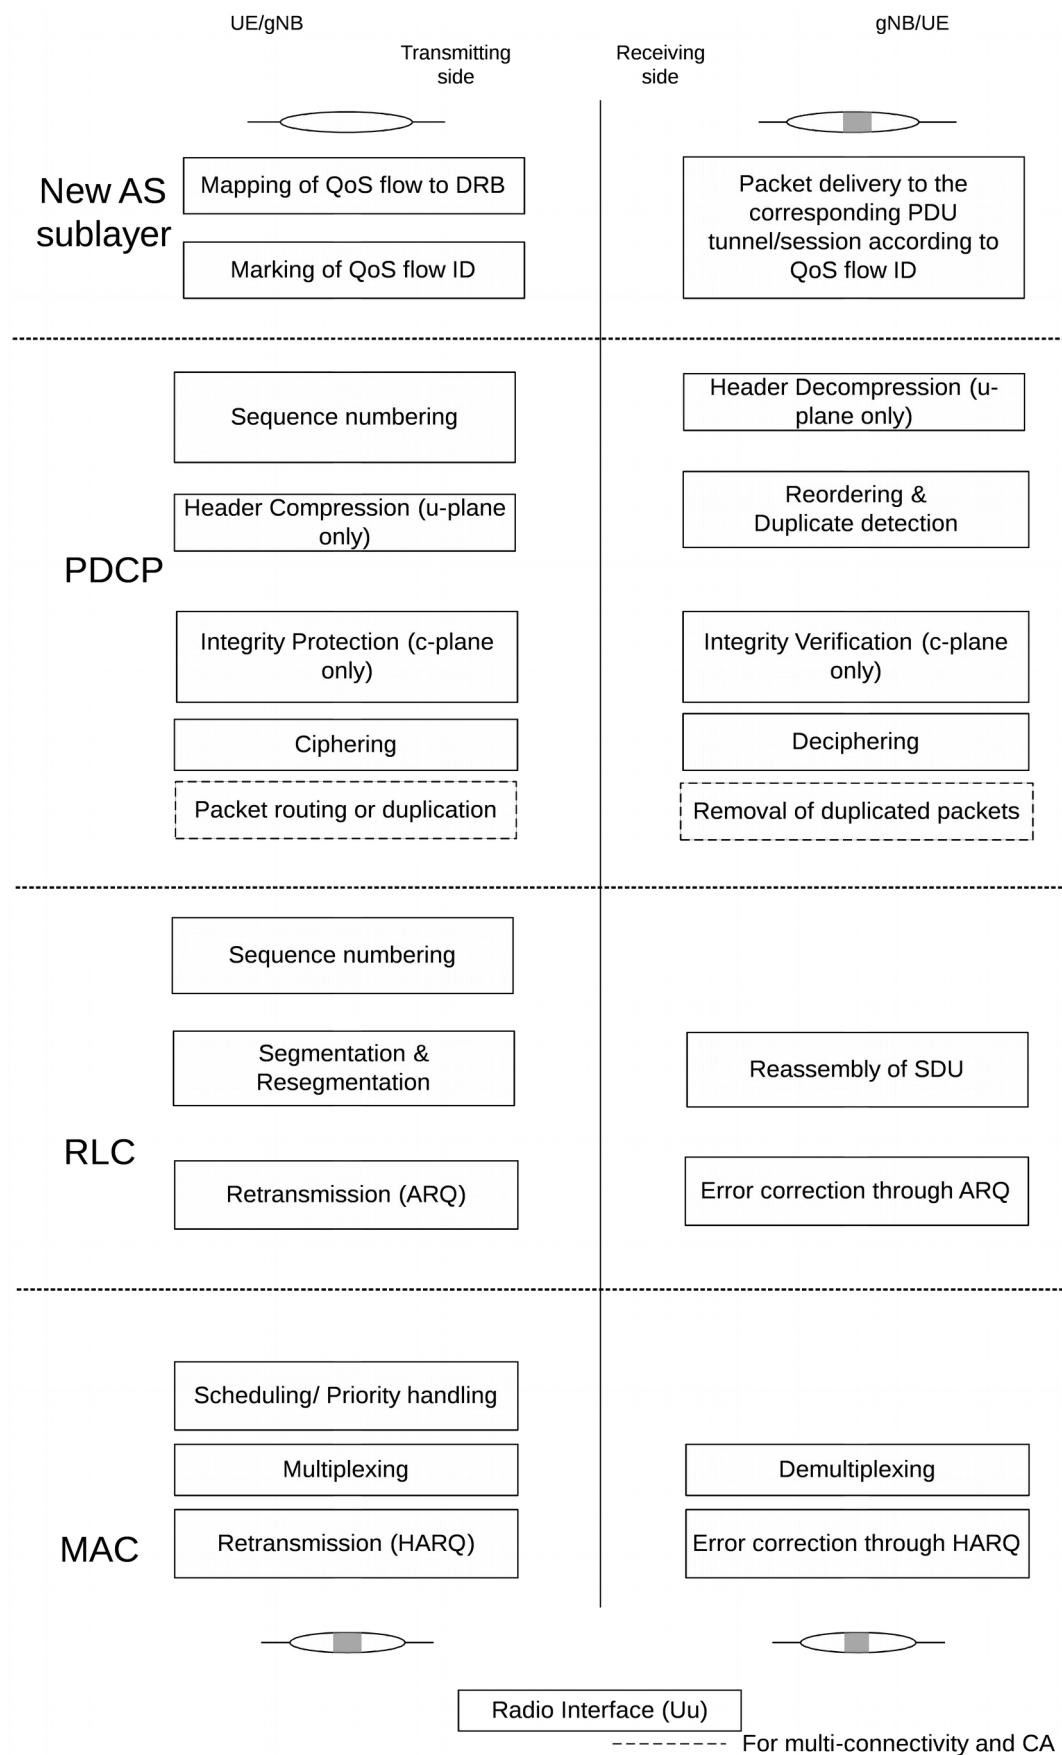 UE/gNB
gNB/UE
Transmitting
side
Receiving
side
New AS
sublayer
Mapping of QoS flow to DRB
Marking of QoS flow ID
Packet delivery to the
corresponding PDU
tunnel/session according to
QoS flow ID
PDCP
Sequence numbering
Header Compression (u-plane
only)
Integrity Protection (c-plane
only)
Ciphering
Packet routing or duplication
Header Decompression (u-
plane only)
Reordering &
Duplicate detection
Integrity Verification (c-plane
only)
Deciphering
Removal of duplicated packets
RLC
Sequence numbering
Segmentation &
Resegmentation
Retransmission (ARQ)
Reassembly of SDU
Error correction through ARQ
MAC
Scheduling/ Priority handling
Multiplexing
Retransmission (HARQ)
Demultiplexing
Error correction through HARQ
Radio Interface (Uu)
For multi-connectivity and CA